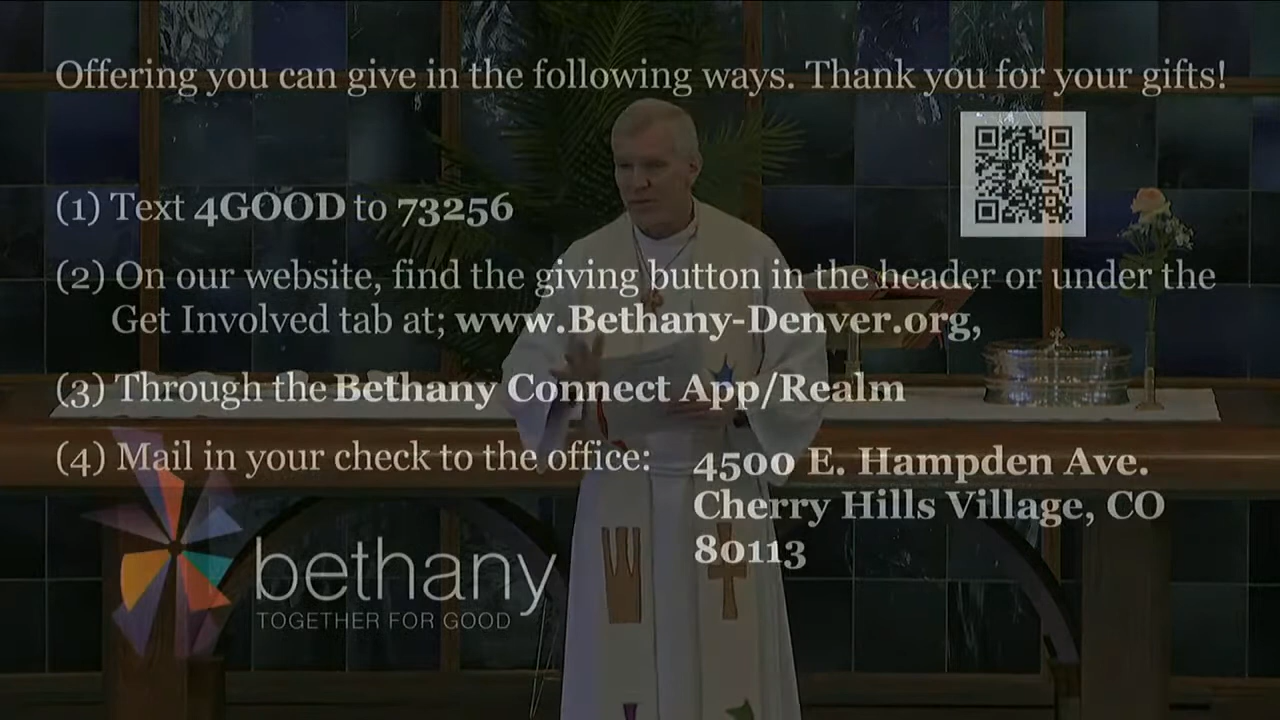 Offering you can give in the following ways. Thank you for your gifts!
(1) Text 4GOOD to 73256
(2) On our website, find the giving button in the header or under the
Get Involved tab at; www.Bethany-Denver.org,
(3) Through the Bethany Connect App/Realm
(4) Mail in your check to the office:
4500 E. Hampden Ave.
Cherry Hills Village, CO
80113
bethany
TOGETHER FOR GOOD